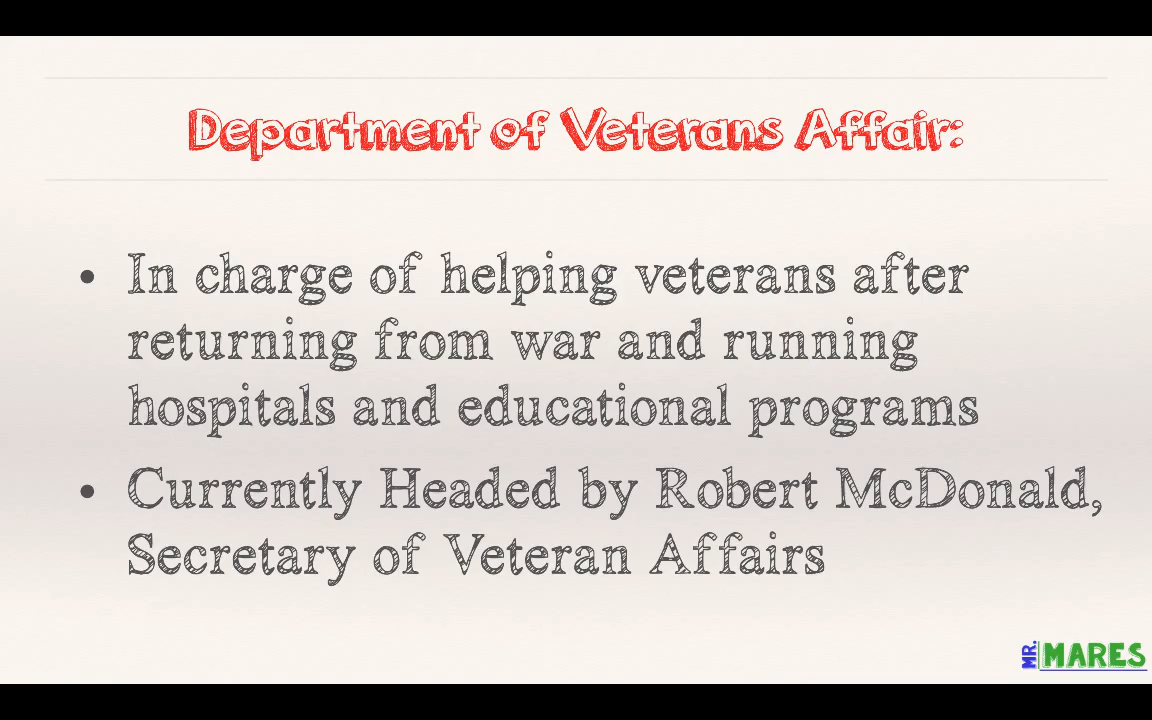 Department of Veterans Affair:
• In charge of helping veterans after
returning from war and running
hospitals and educational programs
• Currently Headed by Robert McDonald,
Secretary of Veteran Affairs
MR. MARES